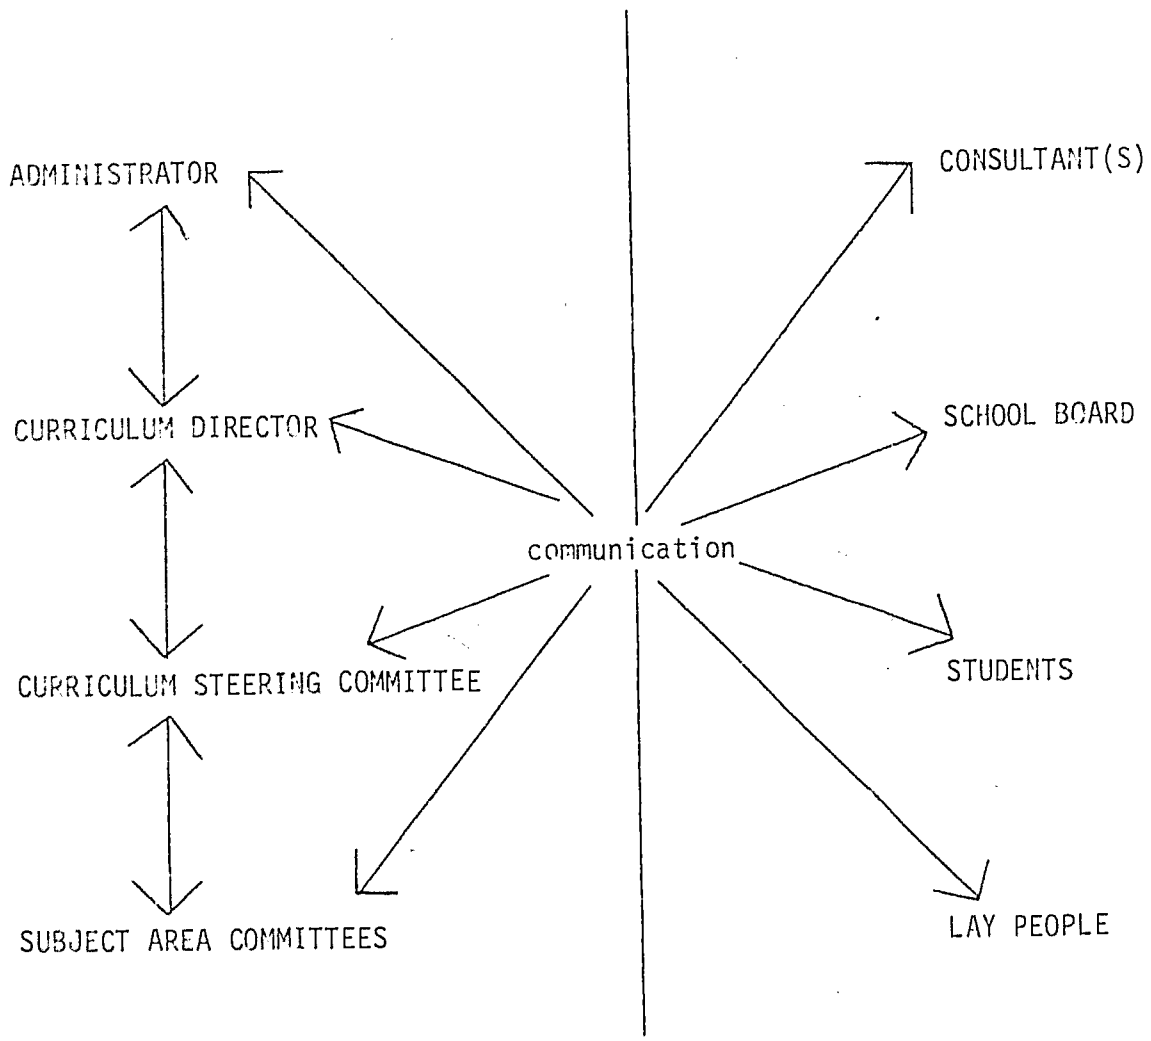 ADMINISTRATOR
CONSULTANT(S)
CURRICULUM DIRECTOR
SCHOOL BOARD
communication
CURRICULUM STEERING COMMITTEE
STUDENTS
SUBJECT AREA COMMITTEES
LAY PEOPLE